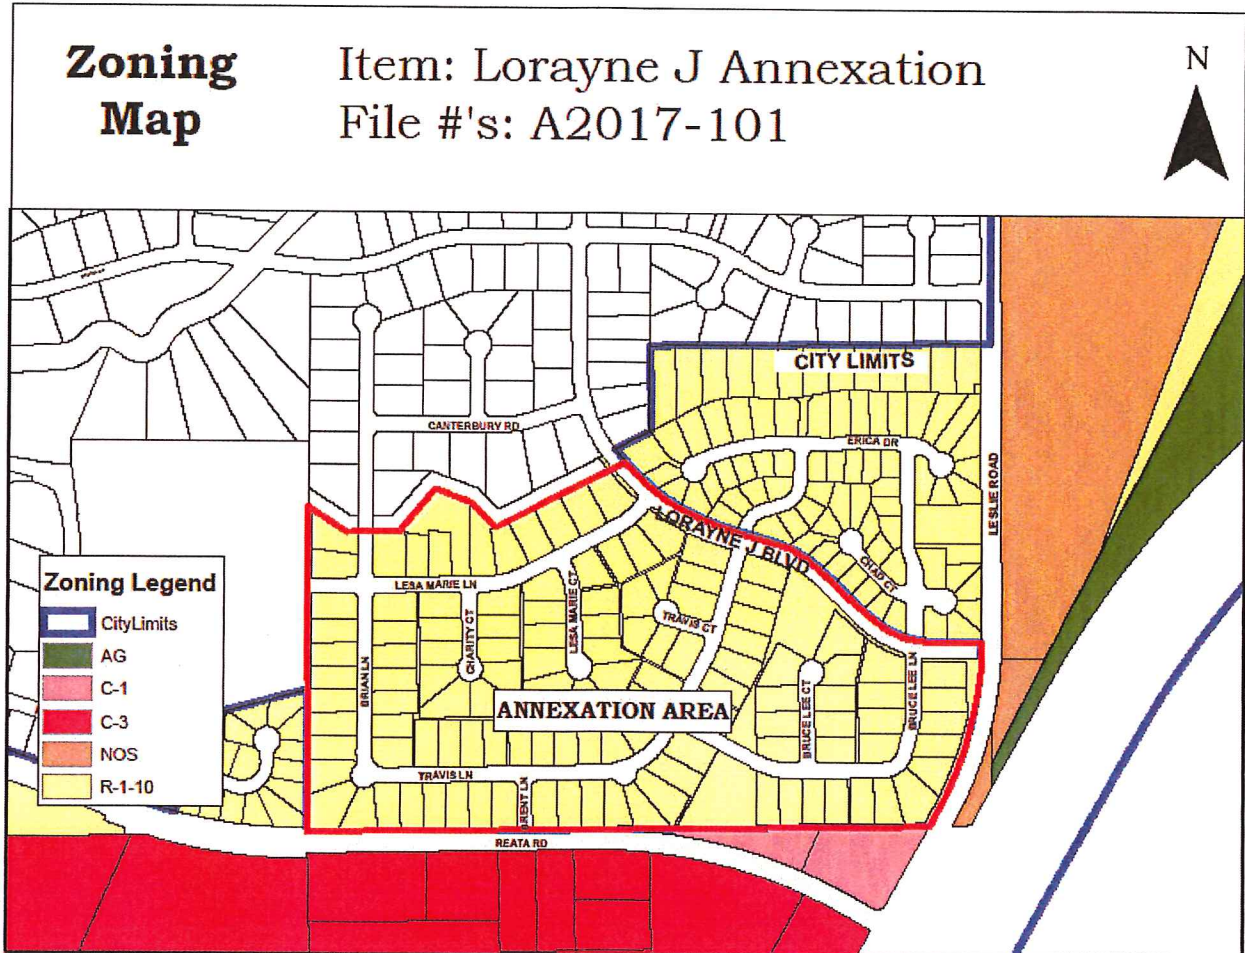 Zoning
Map
Item: Lorayne J Annexation
File #'s: A2017-101
N
CITY LIMITS
CANTERBURY RD
ERICA DR
LESLIE ROAD
LORAYNE J BLVD
CHAD CT
LESA MARIE LN
CHARITY CT
LESA MARIE CT
TRAVIS CT
BRIAN LN
ANNEXATION AREA
BRUCE LEE CT
BRUCE LEE LN
TRAVIS LN
BRENT LN
REATA RD
Zoning Legend
CityLimits
AG
C-1
C-3
NOS
R-1-10